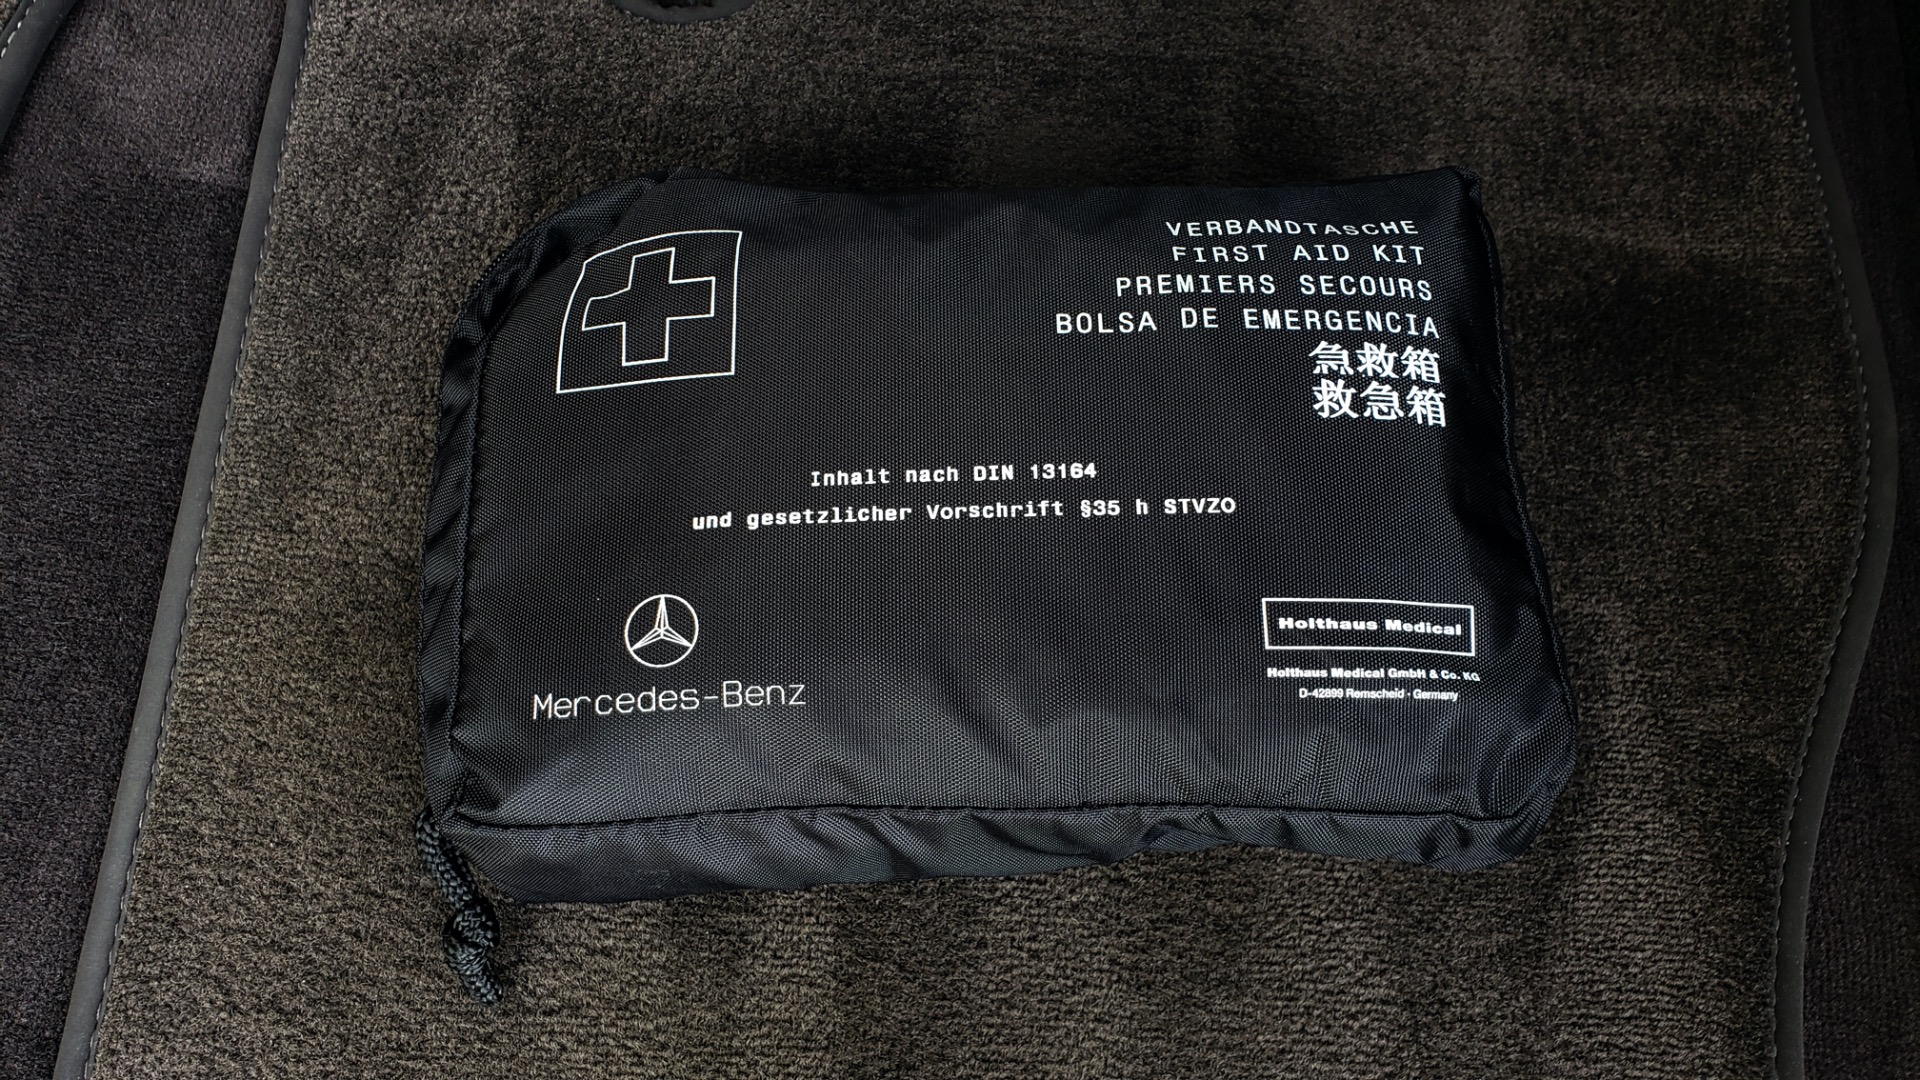 VERBANDTASCHE
FIRST AID KIT
PREMIERS SECOURS
BOLSA DE EMERGENCIA
急救箱
救急箱
Inhalt nach DIN 13164
und gesetzlicher Vorschrift §35 h STVZO
Mercedes-Benz
Holthaus Medical
Holthaus Medical GmbH & Co. KG
D-42899 Remscheid · Germany